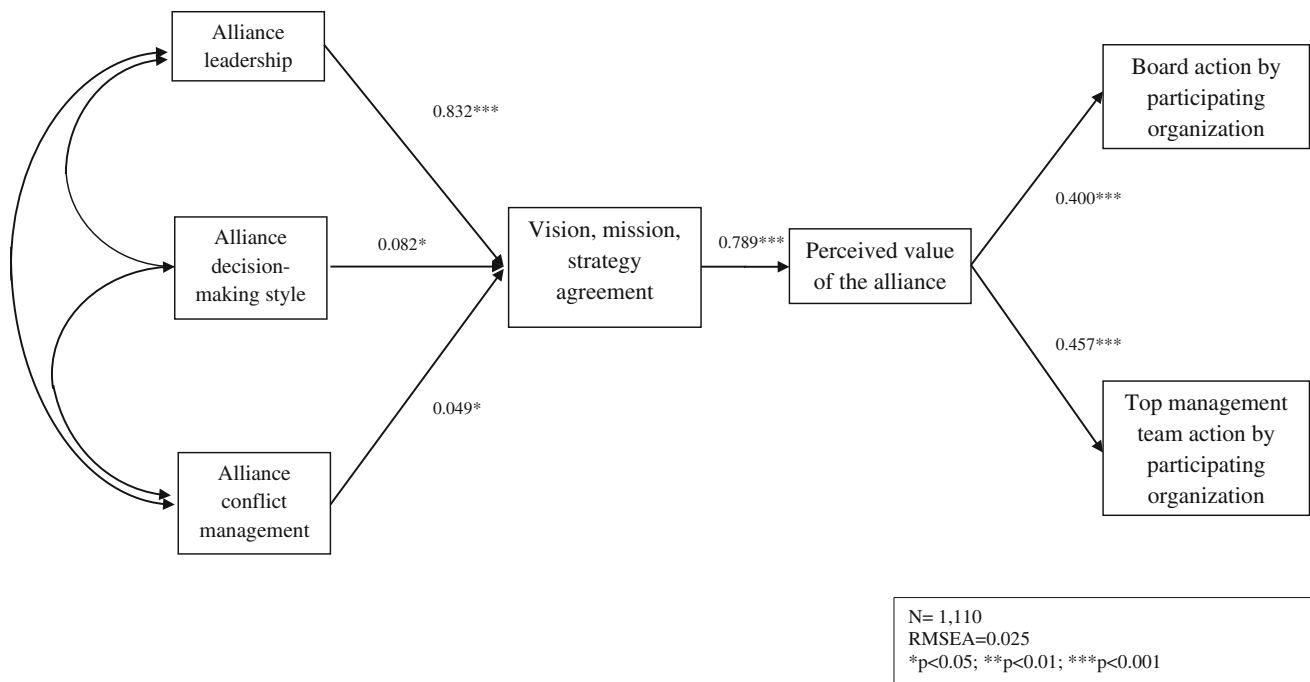 Alliance
leadership
0.832***
Alliance
decision-
making style
0.082*
Alliance
conflict
management
0.049*
Vision, mission,
strategy
agreement
0.789***
Perceived value
of the alliance
0.400***
0.457***
Board action by
participating
organization
Top management
team action by
participating
organization
N= 1,110
RMSEA=0.025
*p<0.05; **p<0.01; ***p<0.001